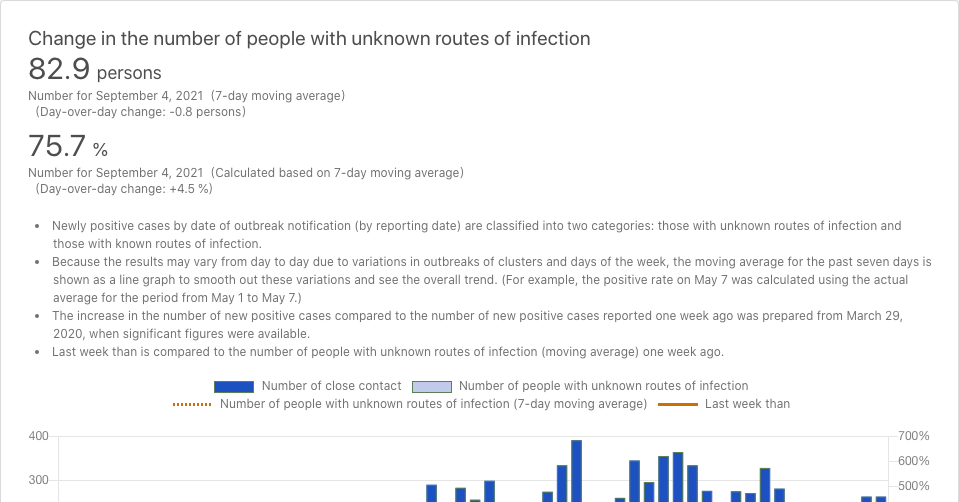 Change in the number of people with unknown routes of infection
82.9 persons
Number for September 4, 2021 (7-day moving average)
(Day-over-day change: -0.8 persons)
75.7 %
Number for September 4, 2021 (Calculated based on 7-day moving average)
(Day-over-day change: +4.5 %)
• Newly positive cases by date of outbreak notification (by reporting date) are classified into two categories: those with unknown routes of infection and
those with known routes of infection.
• Because the results may vary from day to day due to variations in outbreaks of clusters and days of the week, the moving average for the past seven days is
shown as a line graph to smooth out these variations and see the overall trend. (For example, the positive rate on May 7 was calculated using the actual
average for the period from May 1 to May 7.)
• The increase in the number of new positive cases compared to the number of new positive cases reported one week ago was prepared from March 29,
2020, when significant figures were available.
• Last week than is compared to the number of people with unknown routes of infection (moving average) one week ago.
Number of close contact Number of people with unknown routes of infection
Number of people with unknown routes of infection (7-day moving average) Last week than
400 700%
600%
300 500%